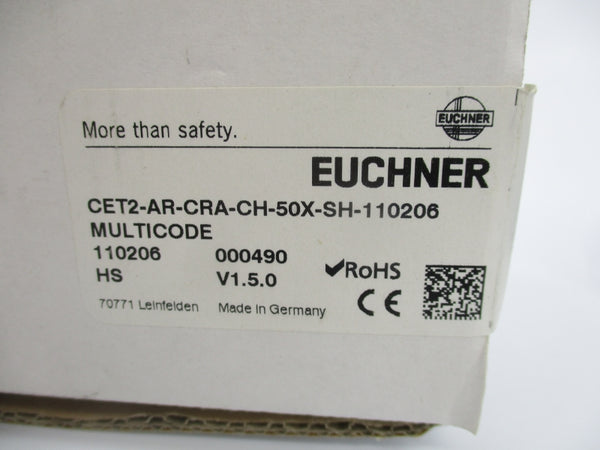 EUCHNER
More than safety.
EUCHNER
CET2-AR-CRA-CH-50X-SH-110206
MULTICODE
110206 000490
HS V1.5.0
✓RoHS
CE
70771 Leinfelden Made in Germany